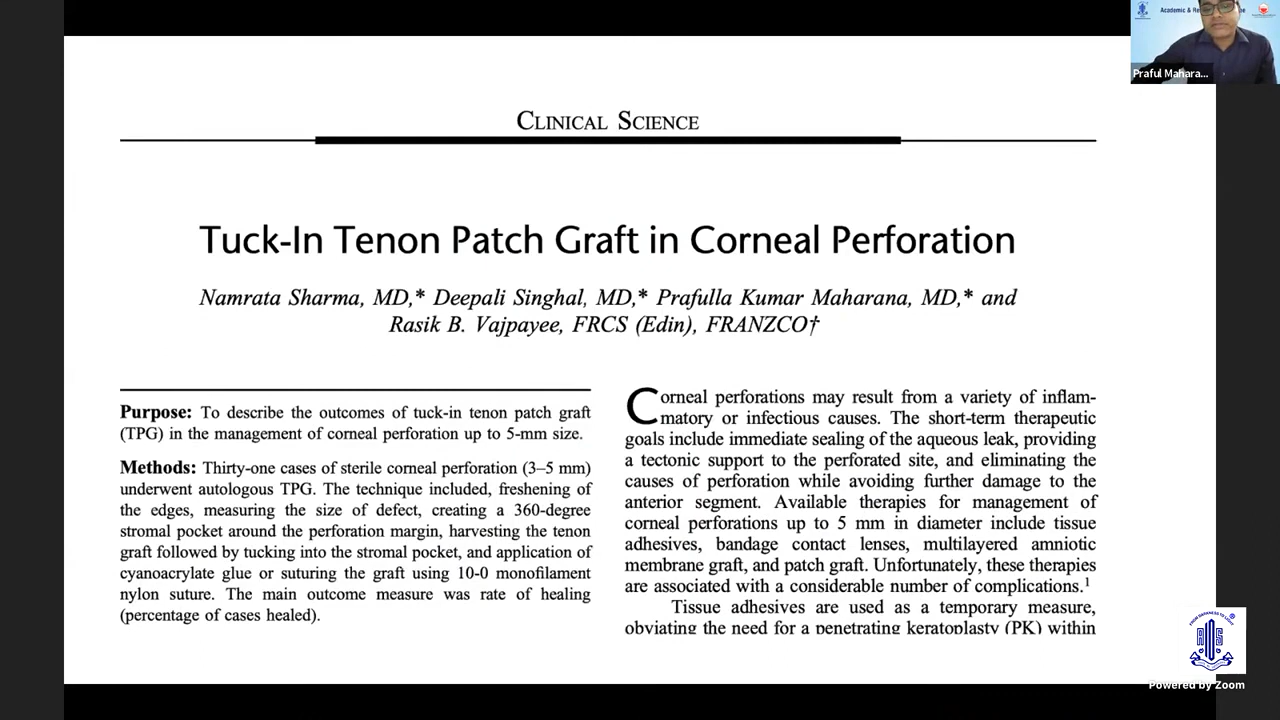 Academic & Re
Praful Mahara...
CLINICAL SCIENCE
Tuck-In Tenon Patch Graft in Corneal Perforation
Namrata Sharma, MD,* Deepali Singhal, MD,* Prafulla Kumar Maharana, MD,* and
Rasik B. Vajpayee, FRCS (Edin), FRANZCO†
Purpose: To describe the outcomes of tuck-in tenon patch graft
(TPG) in the management of corneal perforation up to 5-mm size.
Methods: Thirty-one cases of sterile corneal perforation (3–5 mm)
underwent autologous TPG. The technique included, freshening of
the edges, measuring the size of defect, creating a 360-degree
stromal pocket around the perforation margin, harvesting the tenon
graft followed by tucking into the stromal pocket, and application of
cyanoacrylate glue or suturing the graft using 10-0 monofilament
nylon suture. The main outcome measure was rate of healing
(percentage of cases healed).
Corneal perforations may result from a variety of inflam-
matory or infectious causes. The short-term therapeutic
goals include immediate sealing of the aqueous leak, providing
a tectonic support to the perforated site, and eliminating the
causes of perforation while avoiding further damage to the
anterior segment. Available therapies for management of
corneal perforations up to 5 mm in diameter include tissue
adhesives, bandage contact lenses, multilayered amniotic
membrane graft, and patch graft. Unfortunately, these therapies
are associated with a considerable number of complications.¹
Tissue adhesives are used as a temporary measure,
obviating the need for a penetrating keratoplasty (PK) within
Powered by Zoom